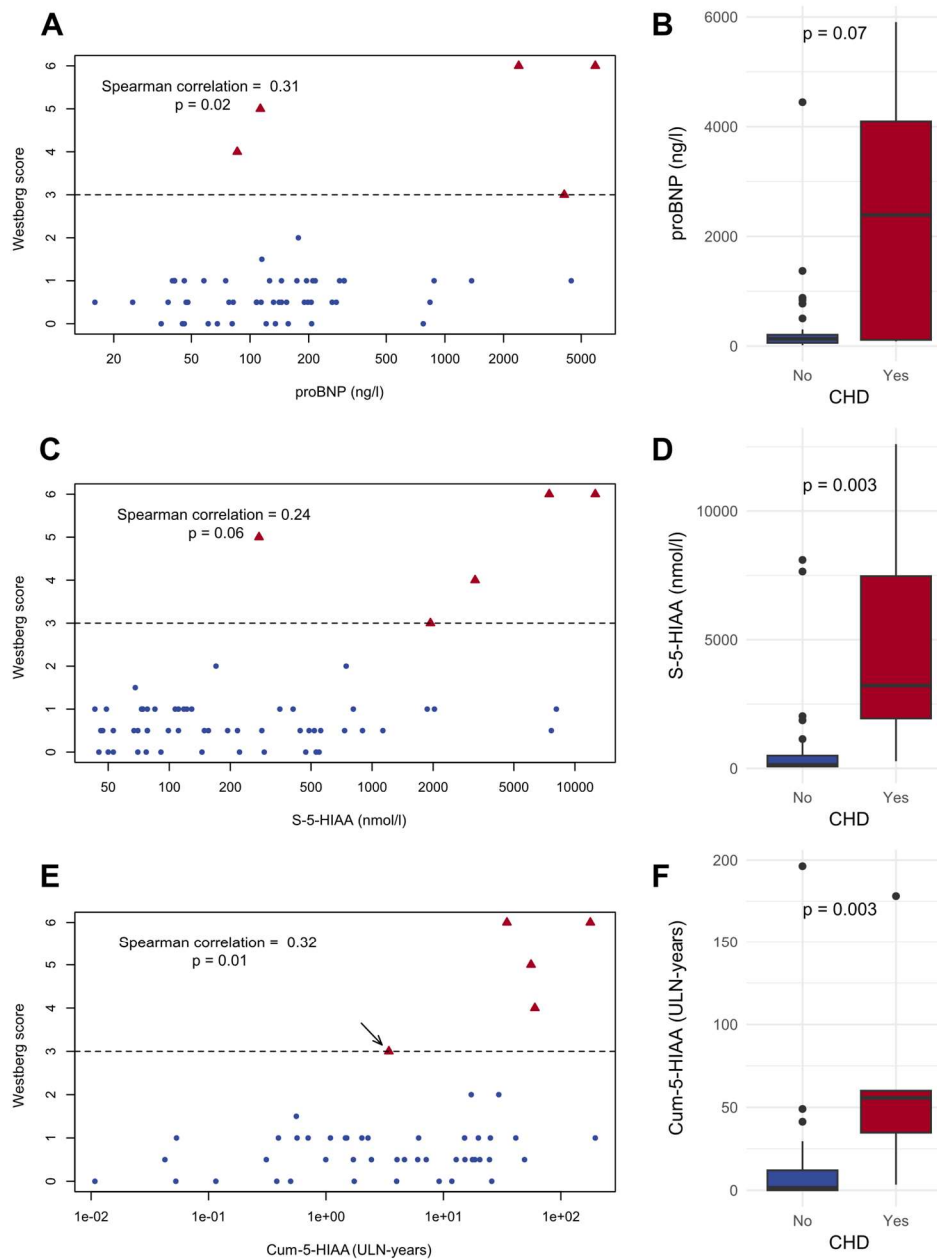 A
Spearman correlation = 0.31
p = 0.02
Westberg score
6
5
4
3
2
1
0
20 50 100 200 500 1000 2000 5000
proBNP (ng/l)
B
p = 0.07
proBNP (ng/l)
6000
4000
2000
0
No Yes
CHD
C
Spearman correlation = 0.24
p = 0.06
Westberg score
6
5
4
3
2
1
0
50 100 200 500 1000 2000 5000 10000
S-5-HIAA (nmol/l)
D
p = 0.003
S-5-HIAA (nmol/l)
10000
5000
0
No Yes
CHD
E
Spearman correlation = 0.32
p = 0.01
Westberg score
6
5
4
3
2
1
0
1e-02 1e-01 1e+00 1e+01 1e+02
Cum-5-HIAA (ULN-years)
F
p = 0.003
Cum-5-HIAA (ULN-years)
200
150
100
50
0
No Yes
CHD